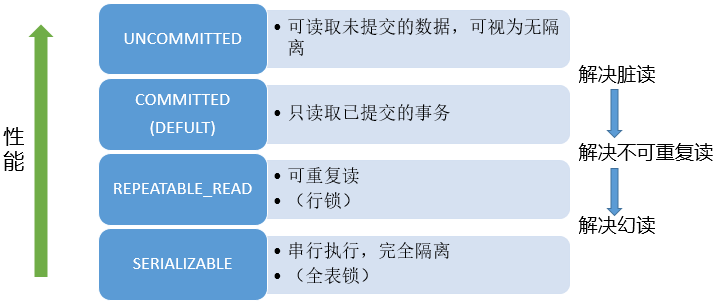 性能
UNCOMMITTED
• 可读取未提交的数据，可视为无隔
离
解决脏读
COMMITTED
(DEFULT)
• 只读取已提交的事务
解决不可重复读
REPEATABLE_READ
• 可重复读
• （行锁）
解决幻读
SERIALIZABLE
• 串行执行，完全隔离
• （全表锁）